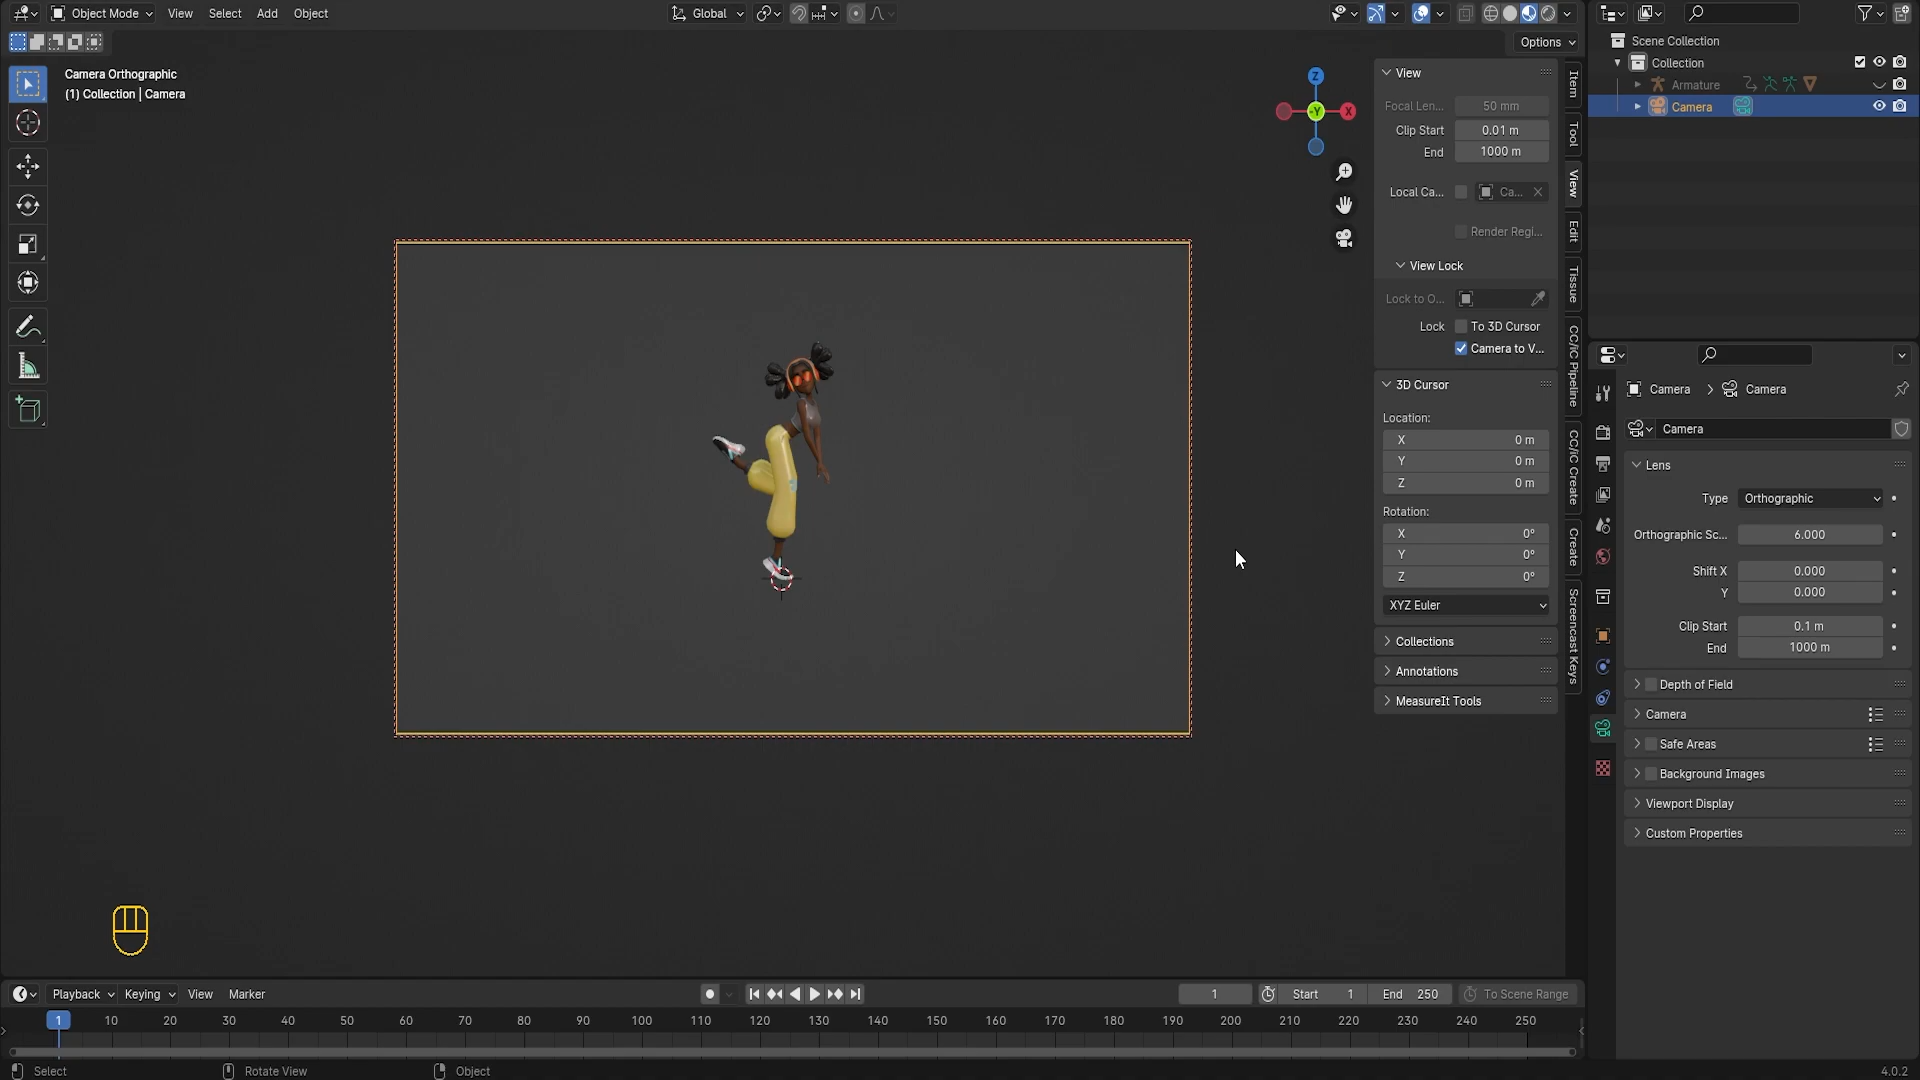 Object Mode
View
Select
Add
Object
Global
Options
Camera Orthographic
(1) Collection | Camera
Z
Y
X
View
Focal Len...
50 mm
Clip Start
0.01 m
End
1000 m
Local Ca...
Ca...
Render Regi...
View Lock
Lock to O...
Lock
To 3D Cursor
Camera to V...
3D Cursor
Location:
X 0 m
Y 0 m
Z 0 m
Rotation:
X 0°
Y 0°
Z 0°
XYZ Euler
Collections
Annotations
MeasureIt Tools
Item
Tool
View
Edit
Tissue
CC/iC Pipeline
CC/iC Create
Create
Screencast Keys
Scene Collection
Collection
Armature
Camera
Camera
Camera
Camera
Lens
Type
Orthographic
Orthographic Sc...
6.000
Shift X
0.000
Y
0.000
Clip Start
0.1 m
End
1000 m
Depth of Field
Camera
Safe Areas
Background Images
Viewport Display
Custom Properties
Playback
Keying
View
Marker
1
Start 1
End 250
To Scene Range
1 10 20 30 40 50 60 70 80 90 100 110 120 130 140 150 160 170 180 190 200 210 220 230 240 250
Select
Rotate View
Object
4.0.2